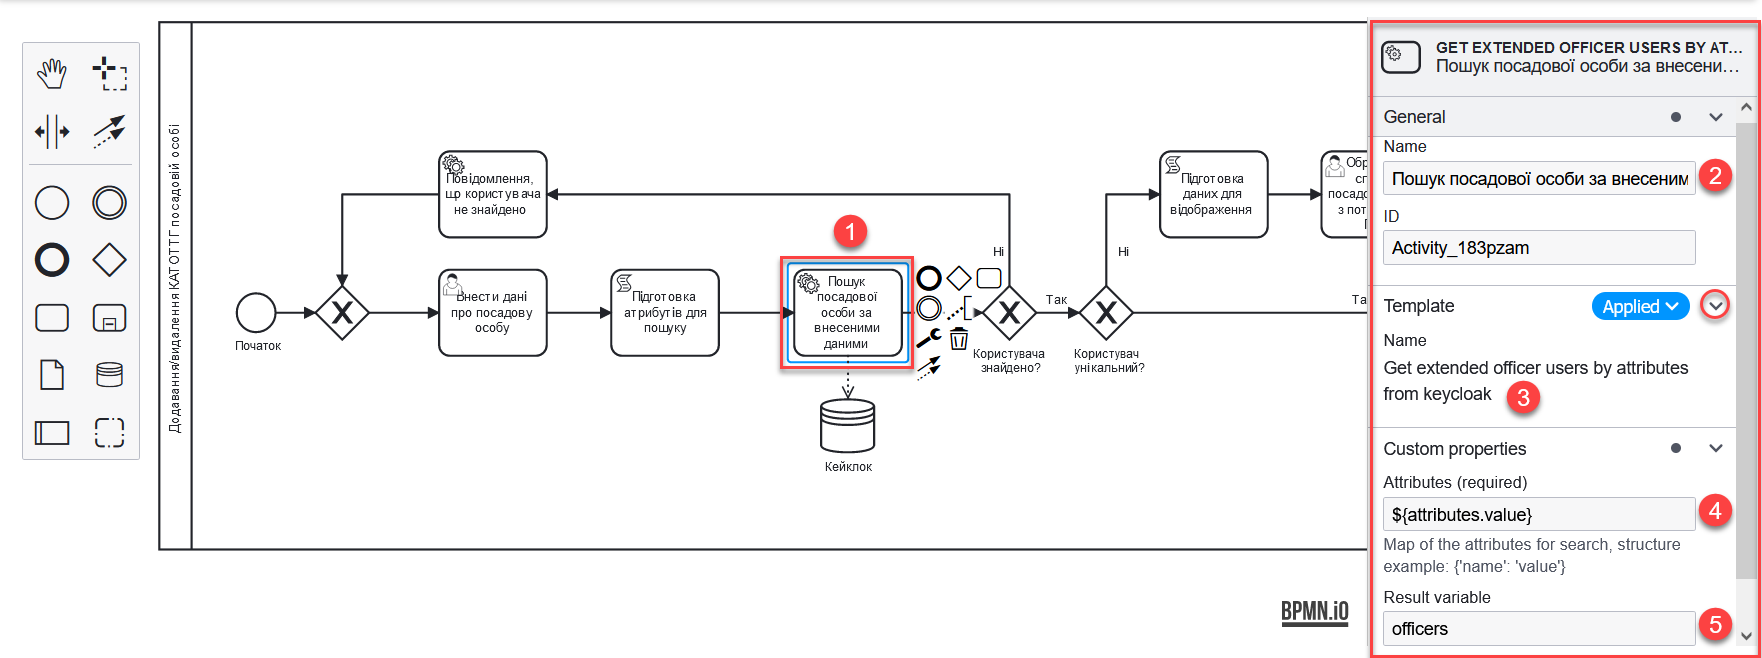 Додавання/видалення КАТОТТГ посадовій особі
Початок
Повідомлення,
що користувача
не знайдено
Внести дані
про посадову
особу
Підготовка
атрибутів для
пошуку
1
Пошук
посадової
особи за
внесеними
даними
Кейклок
Ні
Так
Користувача
знайдено?
Ні
Користувач
унікальний?
Підготовка
даних для
відображення
Обр
сп
посадо
з пот
Та
BPMN.iO
GET EXTENDED OFFICER USERS BY AT...
Пошук посадової особи за внесени...
General
Name
Пошук посадової особи за внесеним
2
ID
Activity_183pzam
Template
Applied
Name
Get extended officer users by attributes
from keycloak
3
Custom properties
Attributes (required)
${attributes.value}
4
Map of the attributes for search, structure
example: {'name': 'value'}
Result variable
officers
5